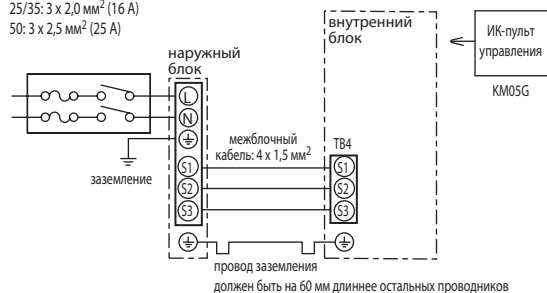 25/35: 3 x 2,0 мм² (16 А)
50: 3 x 2,5 мм² (25 А)
наружный
блок
внутренний
блок
ИК-пульт
управления
KM05G
L
N
заземление
межблочный
кабель: 4 x 1,5 мм²
TB4
S1
S2
S3
S1
S2
S3
провод заземления
должен быть на 60 мм длиннее остальных проводников